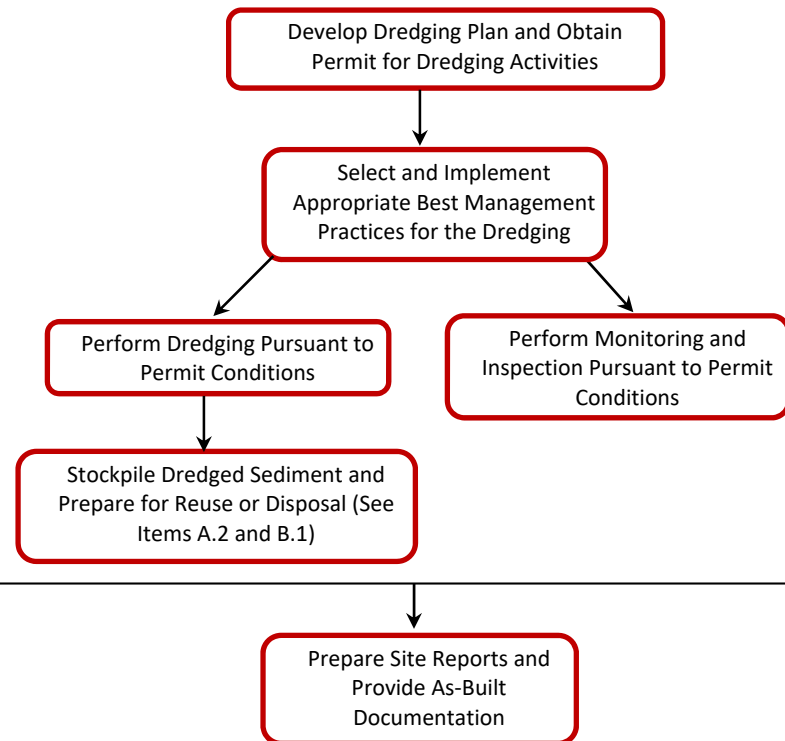 Develop Dredging Plan and Obtain
Permit for Dredging Activities
Select and Implement
Appropriate Best Management
Practices for the Dredging
Perform Dredging Pursuant to
Permit Conditions
Perform Monitoring and
Inspection Pursuant to Permit
Conditions
Stockpile Dredged Sediment and
Prepare for Reuse or Disposal (See
Items A.2 and B.1)
Prepare Site Reports and
Provide As-Built
Documentation